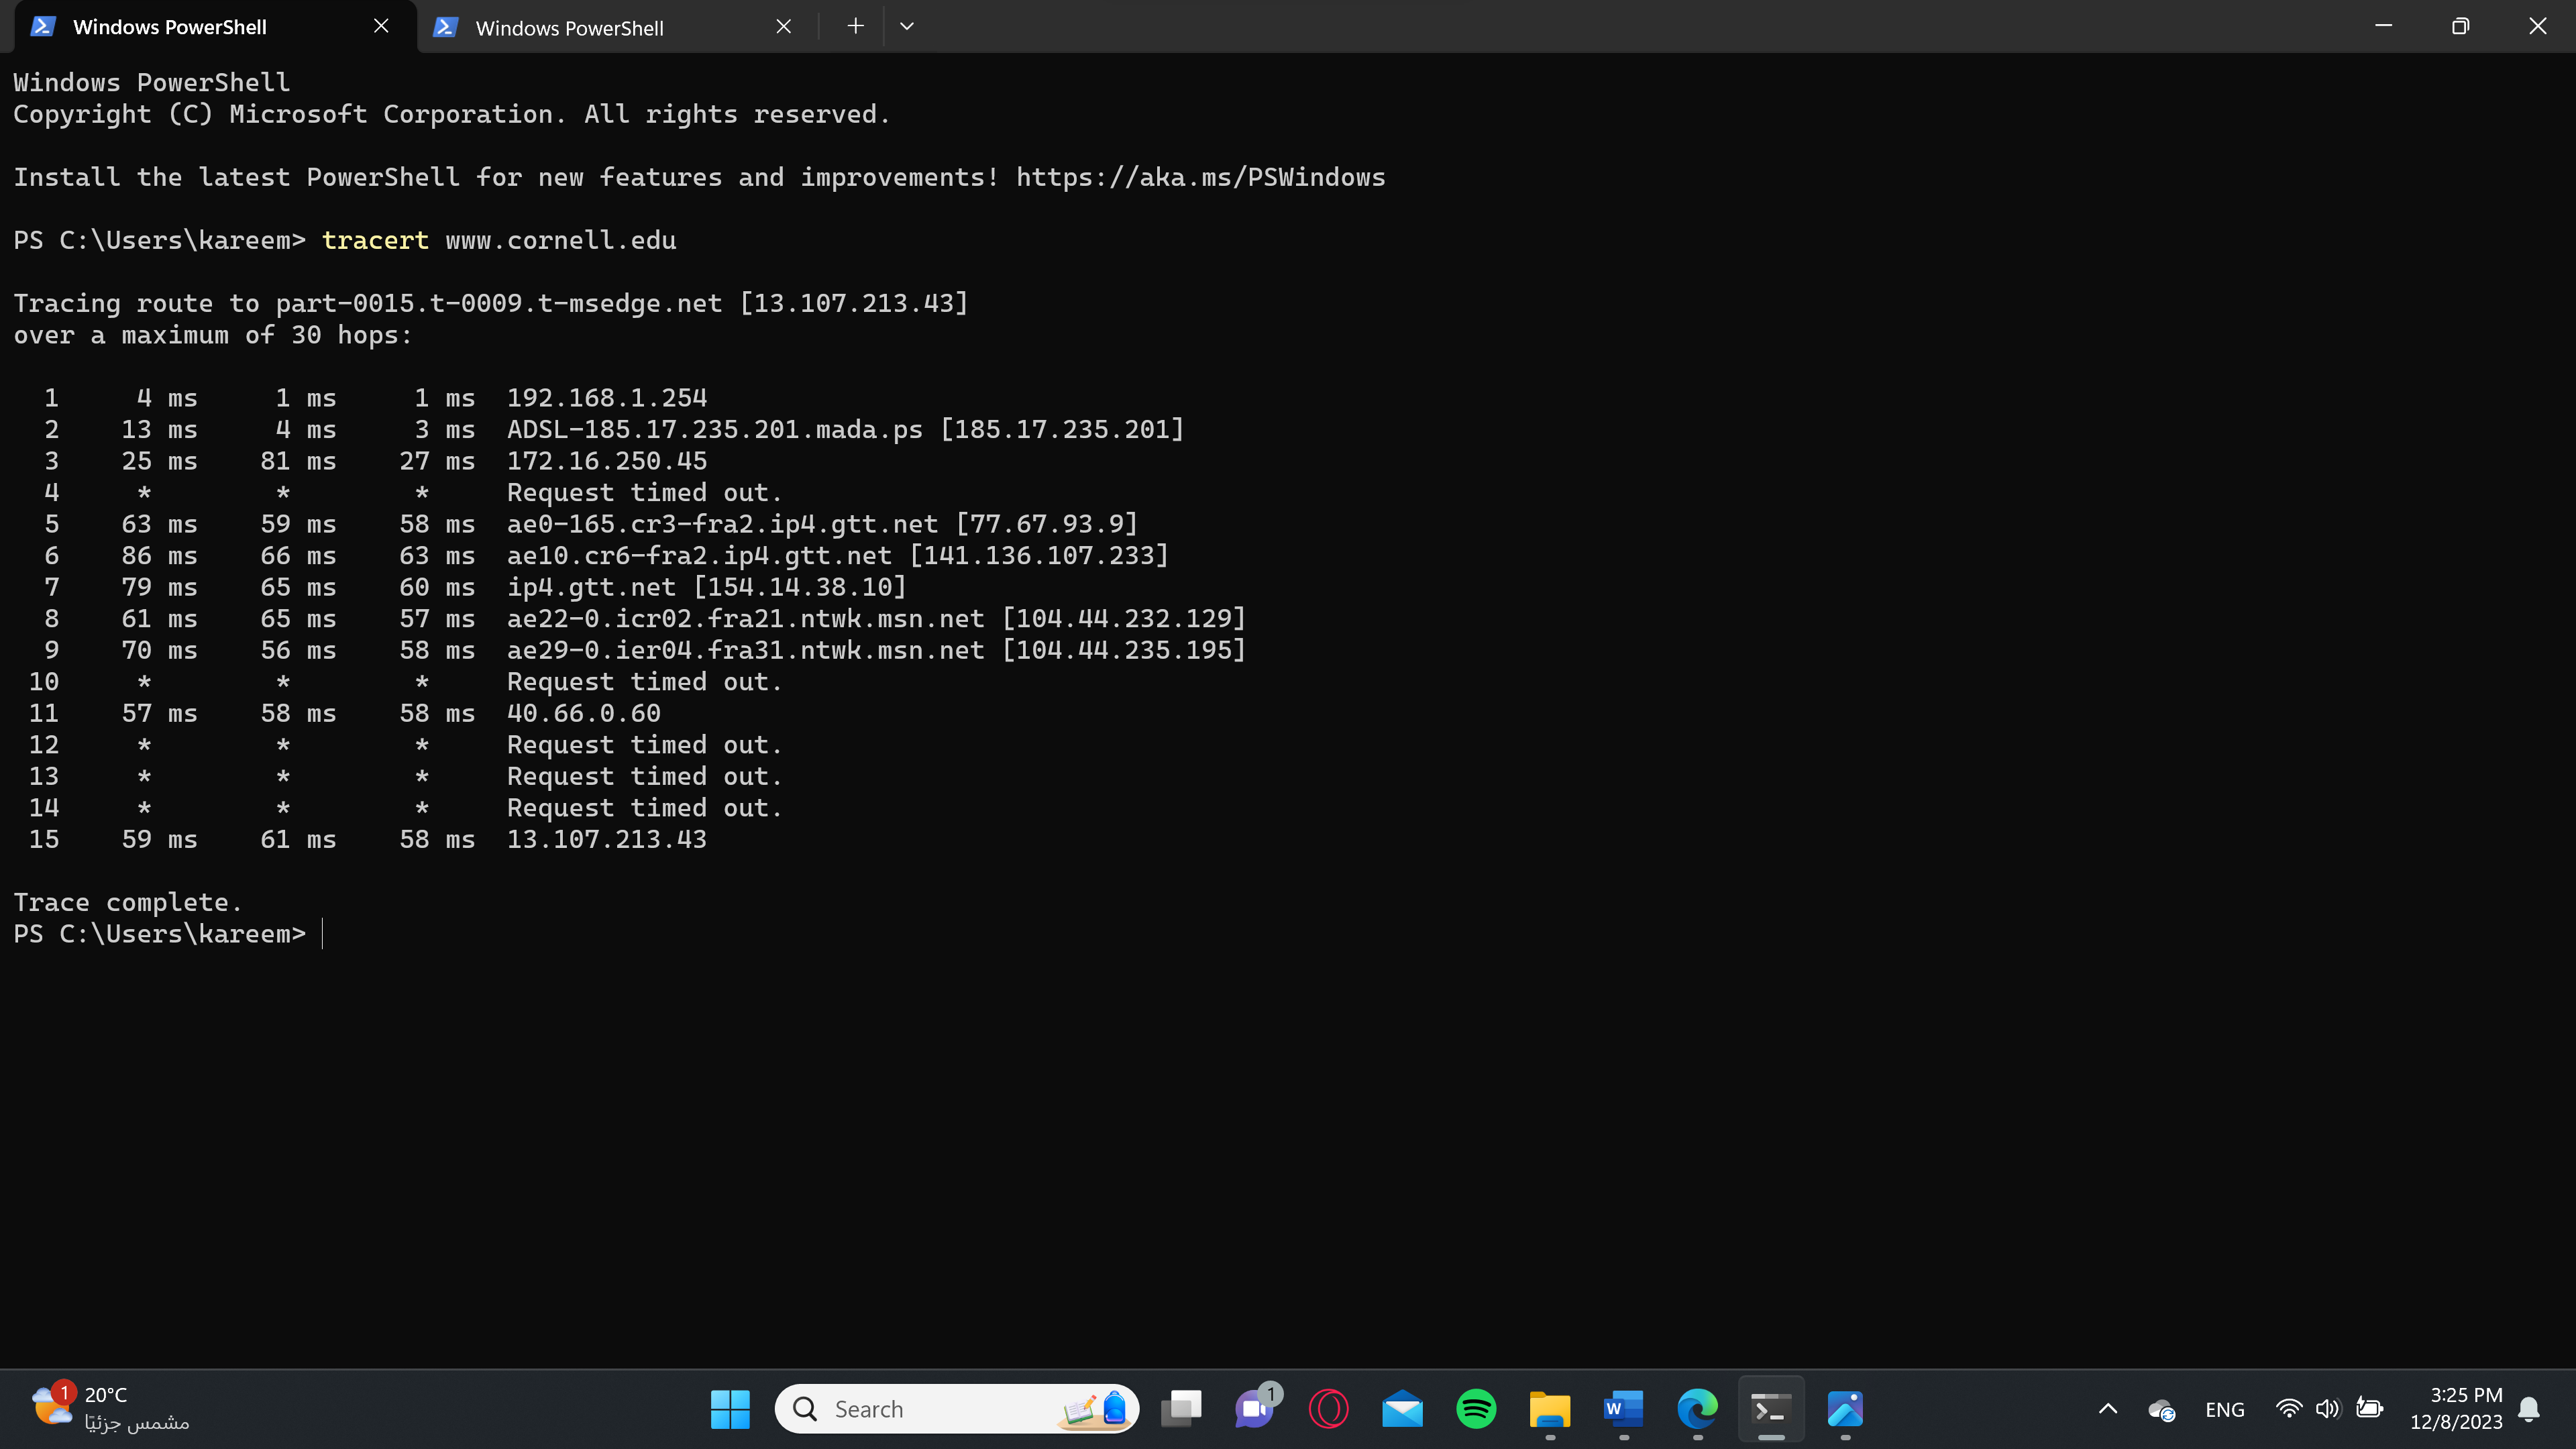 Windows PowerShell
Windows PowerShell
Windows PowerShell
Copyright (C) Microsoft Corporation. All rights reserved.
Install the latest PowerShell for new features and improvements! https://aka.ms/PSWindows
PS C:\Users\kareem> tracert www.cornell.edu
Tracing route to part-0015.t-0009.t-msedge.net [13.107.213.43]
over a maximum of 30 hops:
1 4 ms 1 ms 1 ms 192.168.1.254
2 13 ms 4 ms 3 ms ADSL-185.17.235.201.mada.ps [185.17.235.201]
3 25 ms 81 ms 27 ms 172.16.250.45
4 * * * Request timed out.
5 63 ms 59 ms 58 ms ae0-165.cr3-fra2.ip4.gtt.net [77.67.93.9]
6 86 ms 66 ms 63 ms ae10.cr6-fra2.ip4.gtt.net [141.136.107.233]
7 79 ms 65 ms 60 ms ip4.gtt.net [154.14.38.10]
8 61 ms 65 ms 57 ms ae22-0.icr02.fra21.ntwk.msn.net [104.44.232.129]
9 70 ms 56 ms 58 ms ae29-0.ier04.fra31.ntwk.msn.net [104.44.235.195]
10 * * * Request timed out.
11 57 ms 58 ms 58 ms 40.66.0.60
12 * * * Request timed out.
13 * * * Request timed out.
14 * * * Request timed out.
15 59 ms 61 ms 58 ms 13.107.213.43
Trace complete.
PS C:\Users\kareem>
1
20°C
مشمس جزئيًا
Search
1
W
ENG
3:25 PM
12/8/2023